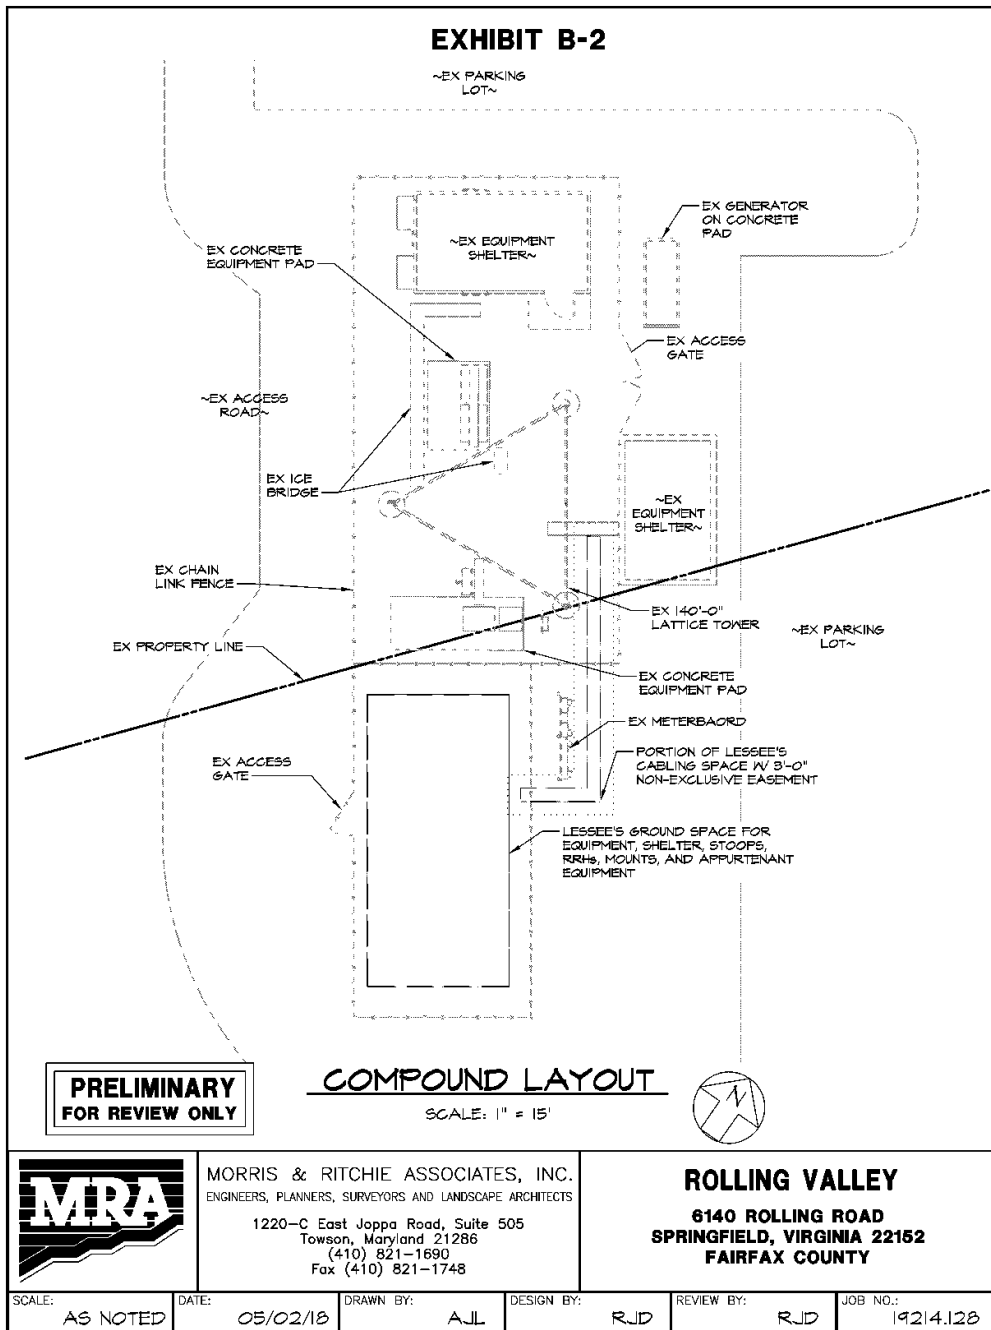 EXHIBIT B-2
~EX PARKING
LOT~
EX GENERATOR
ON CONCRETE
PAD
~EX EQUIPMENT
SHELTER~
EX CONCRETE
EQUIPMENT PAD
EX ACCESS
GATE
~EX ACCESS
ROAD~
EX ICE
BRIDGE
~EX
EQUIPMENT
SHELTER~
EX CHAIN
LINK FENCE
EX 140'-0"
LATTICE TOWER
~EX PARKING
LOT~
EX PROPERTY LINE
EX CONCRETE
EQUIPMENT PAD
EX METERBAORD
EX ACCESS
GATE
PORTION OF LESSEE'S
CABLING SPACE W/ 3'-0"
NON-EXCLUSIVE EASEMENT
LESSEE'S GROUND SPACE FOR
EQUIPMENT, SHELTER, STOOPS,
RRHs, MOUNTS, AND APPURTENANT
EQUIPMENT
PRELIMINARY
FOR REVIEW ONLY
COMPOUND LAYOUT
SCALE: 1" = 15'
N
MRA
MORRIS & RITCHIE ASSOCIATES, INC.
ENGINEERS, PLANNERS, SURVEYORS AND LANDSCAPE ARCHITECTS
1220-C East Joppa Road, Suite 505
Towson, Maryland 21286
(410) 821-1690
Fax (410) 821-1748
ROLLING VALLEY
6140 ROLLING ROAD
SPRINGFIELD, VIRGINIA 22152
FAIRFAX COUNTY
SCALE: AS NOTED
DATE: 05/02/18
DRAWN BY: AJL
DESIGN BY: RJD
REVIEW BY: RJD
JOB NO.: 19214.128